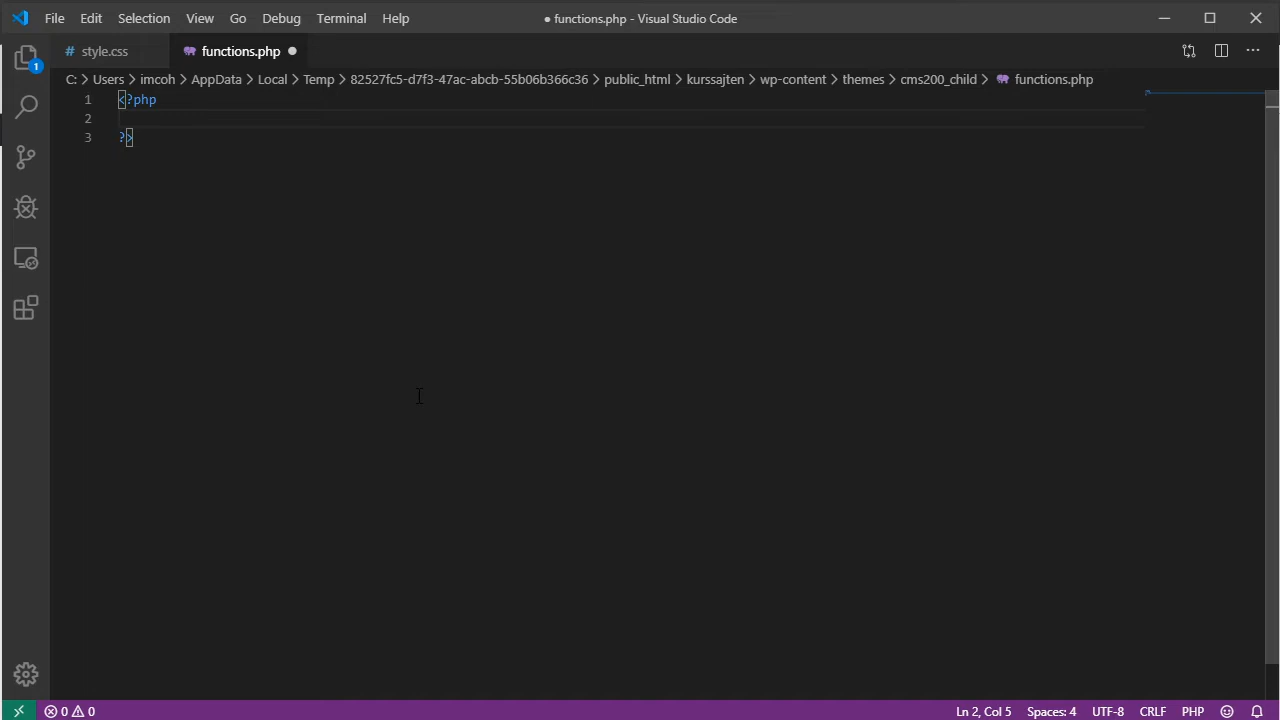 File Edit Selection View Go Debug Terminal Help ● functions.php - Visual Studio Code
# style.css functions.php ●
C: > Users > imcoh > AppData > Local > Temp > 82527fc5-d7f3-47ac-abcb-55b06b366c36 > public_html > kurssajten > wp-content > themes > cms200_child > functions.php
1 <?php
2
3 ?>
1
0 0 Ln 2, Col 5 Spaces: 4 UTF-8 CRLF PHP